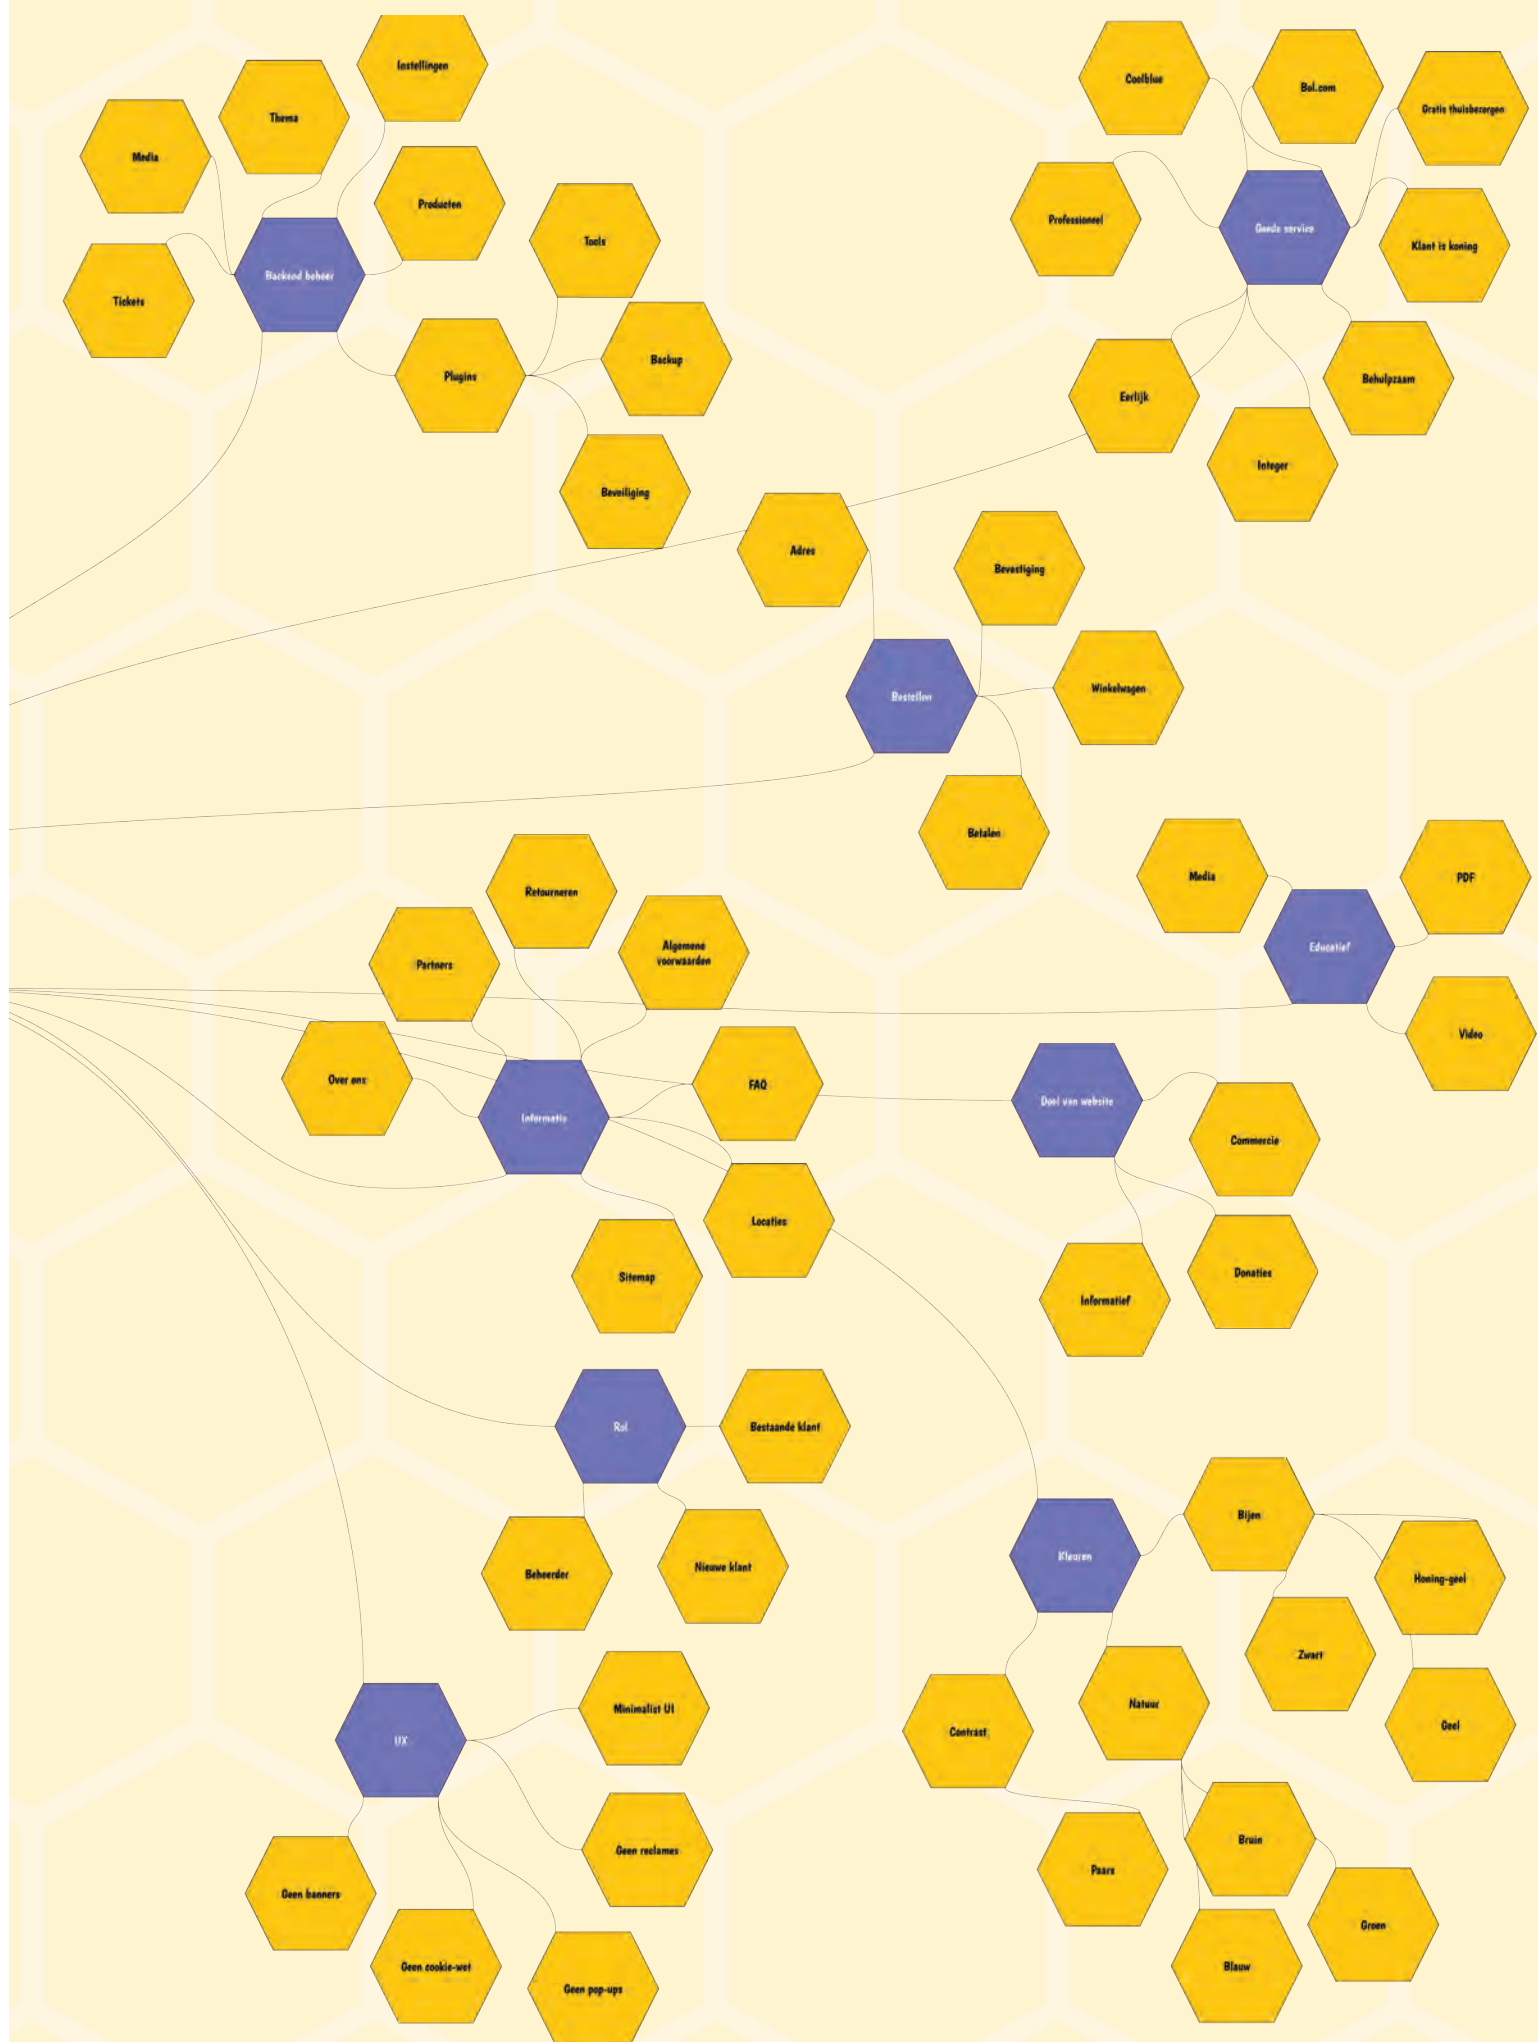 Instellingen
Thema
Media
Producten
Backend beheer
Tickets
Tools
Backup
Plugins
Beveiliging
Coolblue
Bol.com
Gratis thuisbezorgen
Professioneel
Goede service
Klant is koning
Eerlijk
Behulpzaam
Integer
Adres
Bevestiging
Bestellen
Winkelwagen
Betalen
Media
PDF
Educatief
Video
Retourneren
Partners
Algemene
voorwaarden
Over ons
Informatie
FAQ
Locaties
Sitemap
Doel van website
Commercie
Informatief
Donaties
Rol
Bestaande klant
Beheerder
Nieuwe klant
Kleuren
Bijen
Honing-geel
Zwart
Geel
Natuur
Contrast
Paars
Bruin
Groen
Blauw
UX
Minimalist UI
Geen reclames
Geen banners
Geen cookie-wet
Geen pop-ups